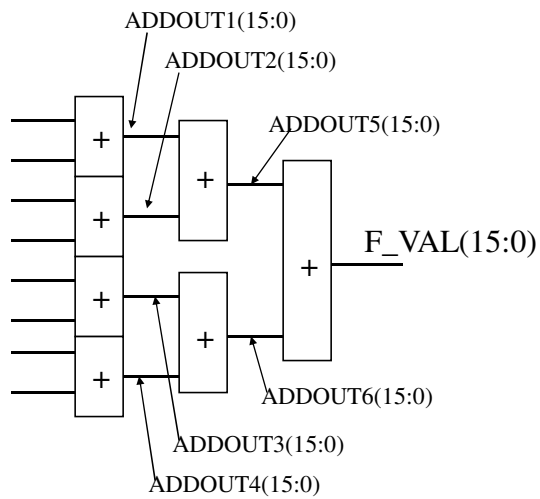 ADDOUT1(15:0)
ADDOUT2(15:0)
ADDOUT5(15:0)
+
+
+
F_VAL(15:0)
+
+
+
+
ADDOUT6(15:0)
ADDOUT3(15:0)
ADDOUT4(15:0)